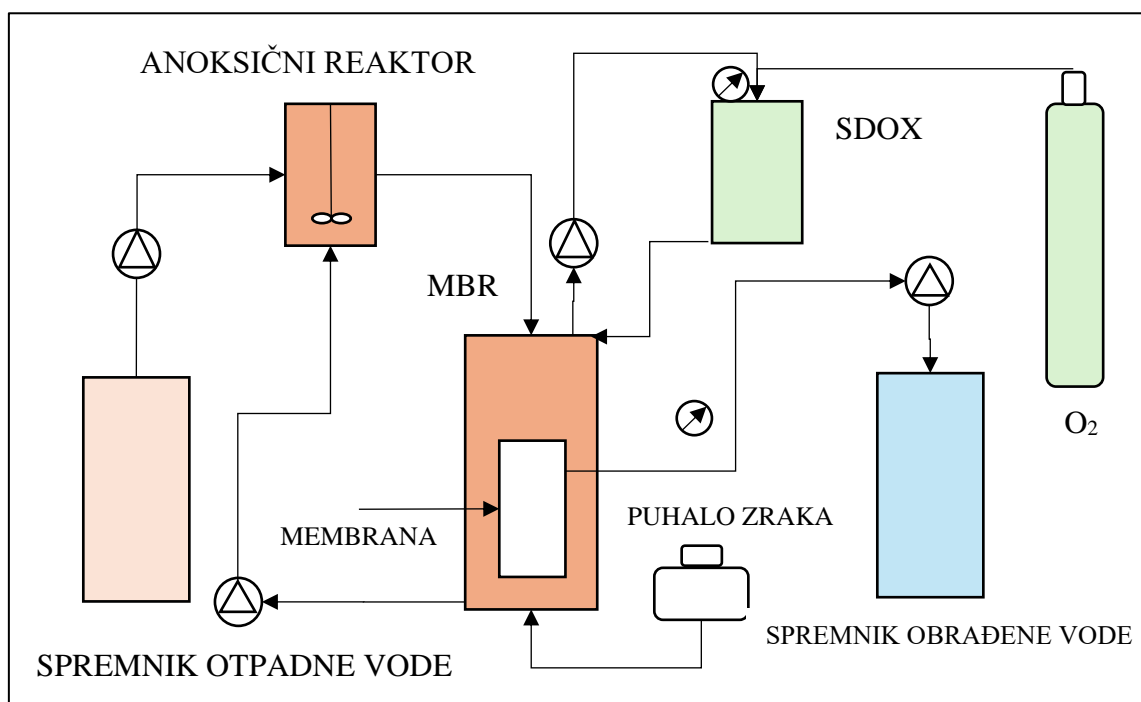 ANOKSIČNI REAKTOR
SDOX
MBR
O₂
MEMBRANA
PUHALO ZRAKA
SPREMNIK OTPADNE VODE
SPREMNIK OBRAĐENE VODE